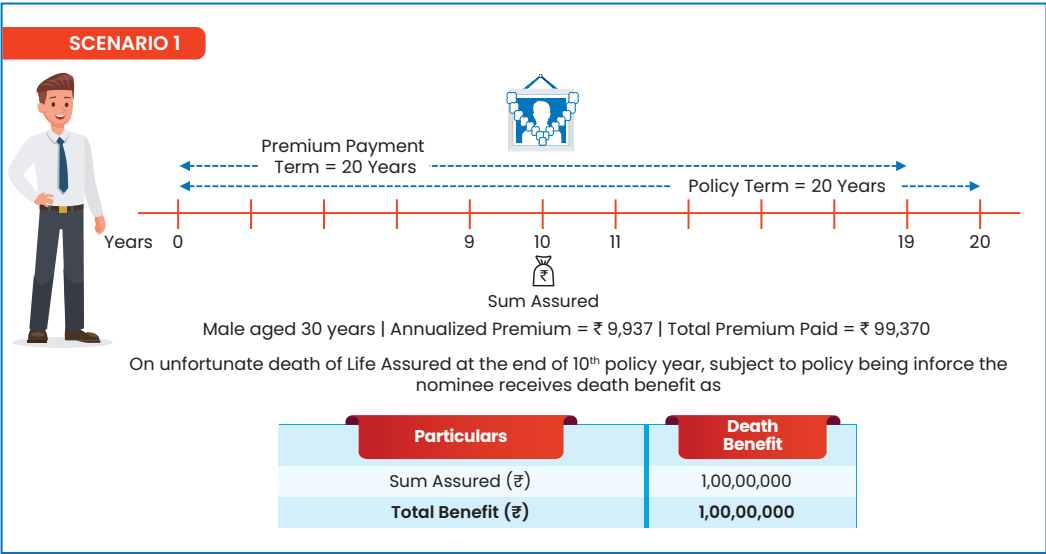 SCENARIO 1
Premium Payment
Term = 20 Years
Policy Term = 20 Years
Years 0 9 10 11 19 20
₹
Sum Assured
Male aged 30 years | Annualized Premium = ₹ 9,937 | Total Premium Paid = ₹ 99,370
On unfortunate death of Life Assured at the end of 10th policy year, subject to policy being inforce the
nominee receives death benefit as
Particulars
Death
Benefit
Sum Assured (₹) 1,00,00,000
Total Benefit (₹) 1,00,00,000